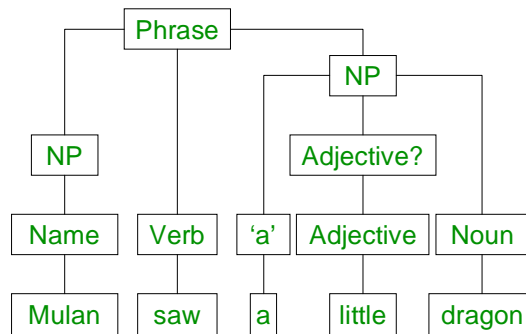 Phrase
NP
NP
Adjective?
Name
Verb
‘a’
Adjective
Noun
Mulan
saw
a
little
dragon